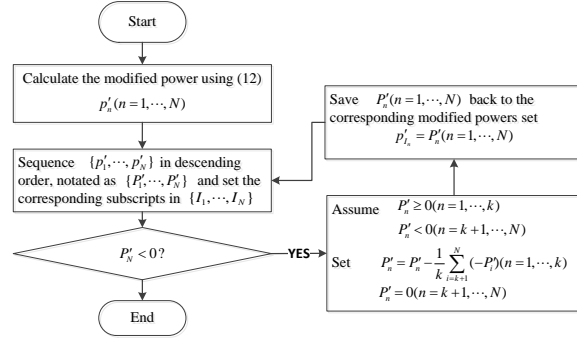 Start
Calculate the modified power using (12)
p′ₙ(n=1,⋯,N)
Sequence {p′₁,⋯,p′_N} in descending
order, notated as {P′₁,⋯,P′_N} and set the
corresponding subscripts in {I₁,⋯,I_N}
P′_N<0?
YES
End
Save P′ₙ(n=1,⋯,N) back to the
corresponding modified powers set
p′_{Iₙ}=P′ₙ(n=1,⋯,N)
Assume P′ₙ≥0(n=1,⋯,k)
P′ₙ<0(n=k+1,⋯,N)
Set P′ₙ=P′ₙ−\frac{1}{k}\sum_{i=k+1}^{N}(−P′ᵢ)(n=1,⋯,k)
P′ₙ=0(n=k+1,⋯,N)